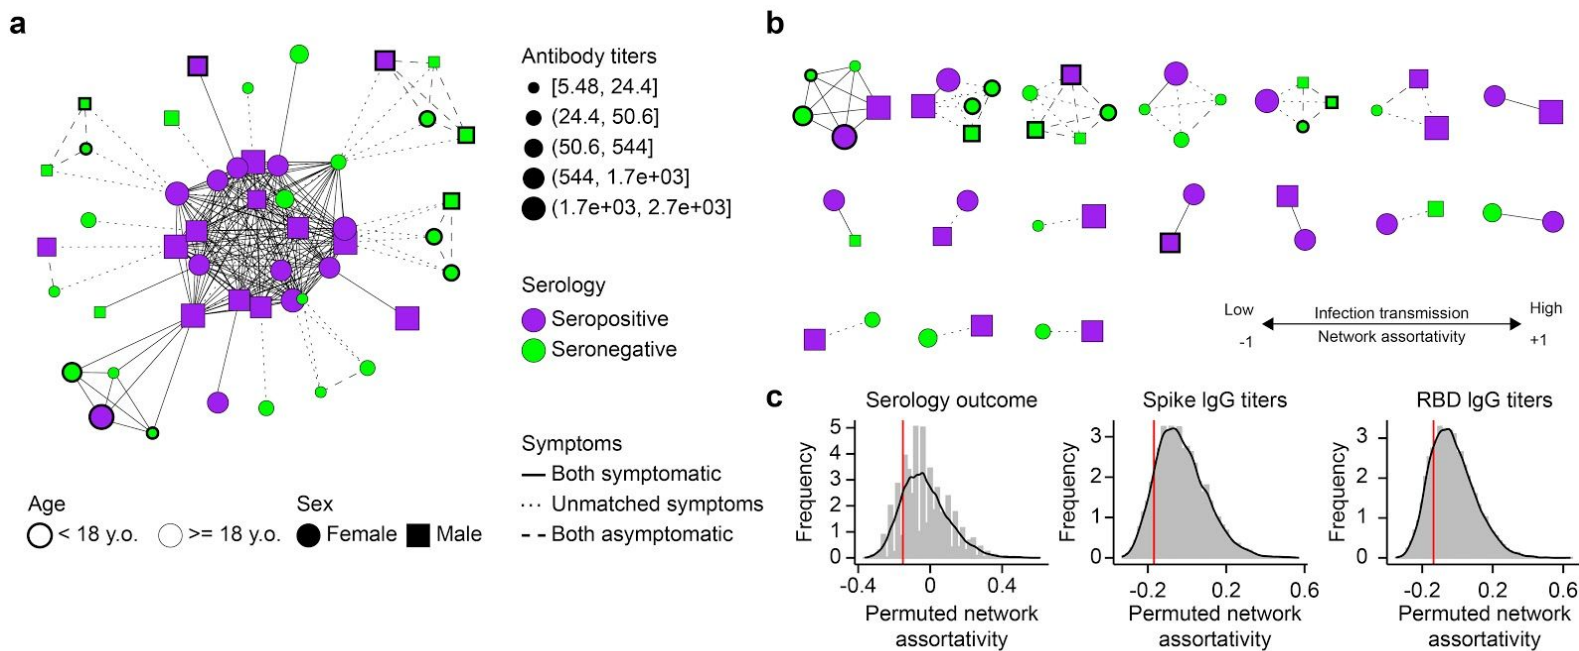 a
Antibody titers
[5.48, 24.4]
(24.4, 50.6]
(50.6, 544]
(544, 1.7e+03]
(1.7e+03, 2.7e+03]
Serology
Seropositive
Seronegative
Symptoms
Both symptomatic
Unmatched symptoms
Both asymptomatic
Age
< 18 y.o.
>= 18 y.o.
Sex
Female
Male
b
Low
-1
Infection transmission
Network assortativity
High
+1
c
Serology outcome
Frequency
5
4
3
2
1
0
-0.4
0
0.4
Permuted network
assortativity
Spike IgG titers
Frequency
3
2
1
0
-0.2
0.2
0.6
Permuted network
assortativity
RBD IgG titers
Frequency
3
2
1
0
-0.2
0.2
0.6
Permuted network
assortativity